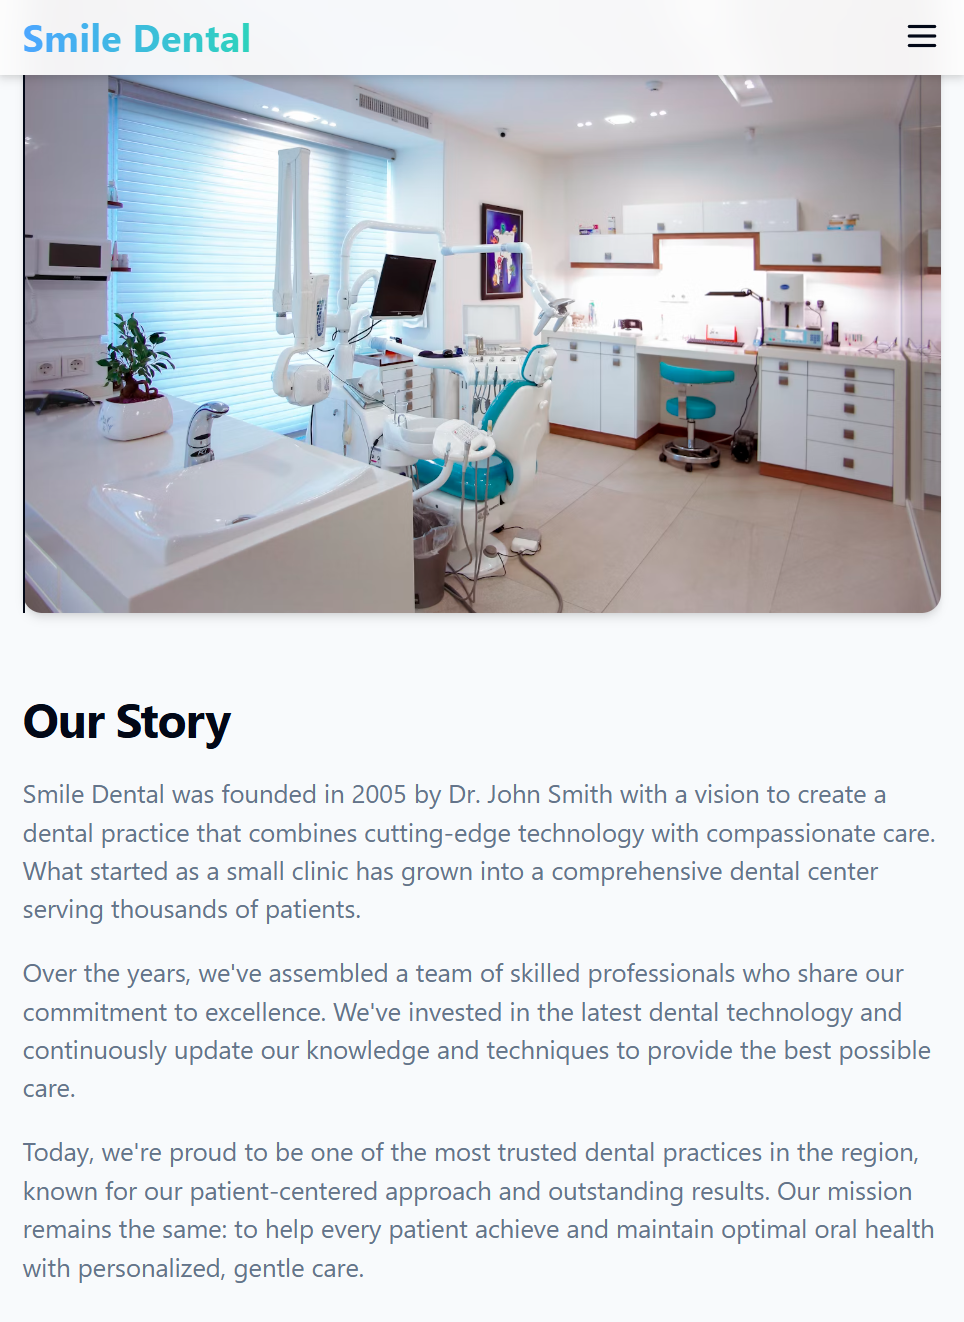 Smile Dental
Our Story
Smile Dental was founded in 2005 by Dr. John Smith with a vision to create a
dental practice that combines cutting-edge technology with compassionate care.
What started as a small clinic has grown into a comprehensive dental center
serving thousands of patients.
Over the years, we've assembled a team of skilled professionals who share our
commitment to excellence. We've invested in the latest dental technology and
continuously update our knowledge and techniques to provide the best possible
care.
Today, we're proud to be one of the most trusted dental practices in the region,
known for our patient-centered approach and outstanding results. Our mission
remains the same: to help every patient achieve and maintain optimal oral health
with personalized, gentle care.